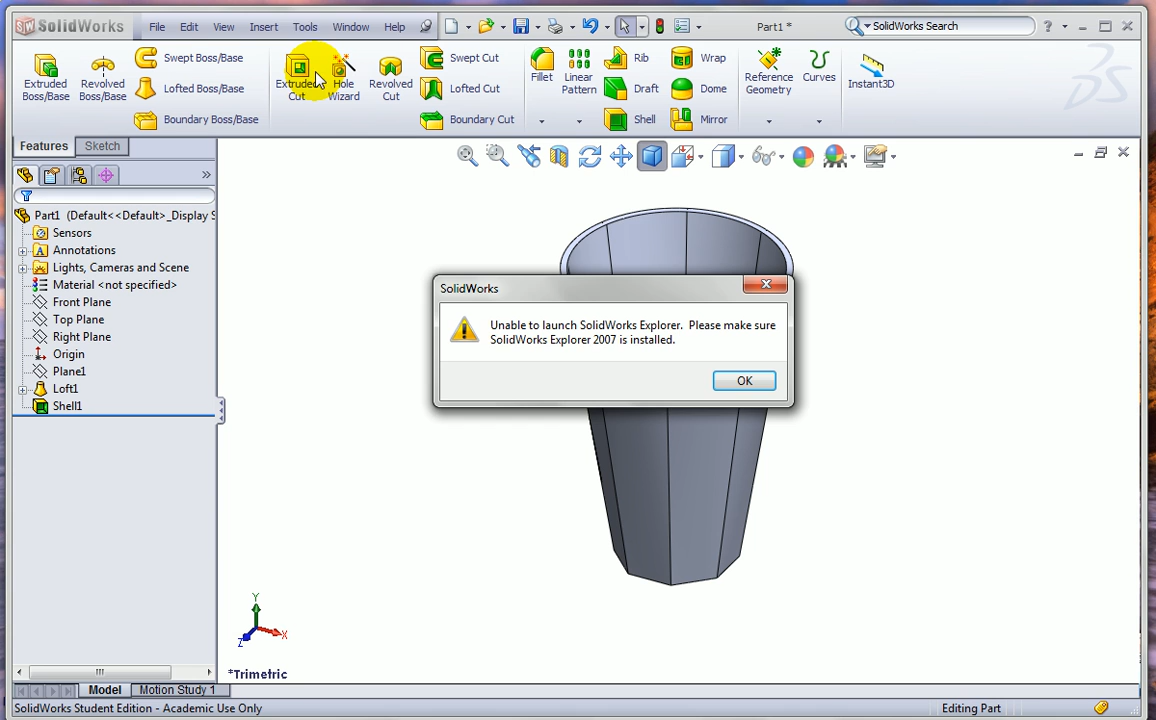 SolidWorks File Edit View Insert Tools Window Help Part1 * SolidWorks Search
Extruded Boss/Base
Revolved Boss/Base
Swept Boss/Base
Lofted Boss/Base
Boundary Boss/Base
Extruded Cut
Hole Wizard
Revolved Cut
Swept Cut
Lofted Cut
Boundary Cut
Fillet
Linear Pattern
Rib
Draft
Shell
Wrap
Dome
Mirror
Reference Geometry
Curves
Instant3D
Features Sketch
Part1 (Default<<Default>_Display S
Sensors
Annotations
Lights, Cameras and Scene
Material <not specified>
Front Plane
Top Plane
Right Plane
Origin
Plane1
Loft1
Shell1
SolidWorks
Unable to launch SolidWorks Explorer. Please make sure
SolidWorks Explorer 2007 is installed.
OK
Y
X
Z
*Trimetric
Model Motion Study 1
SolidWorks Student Edition - Academic Use Only Editing Part